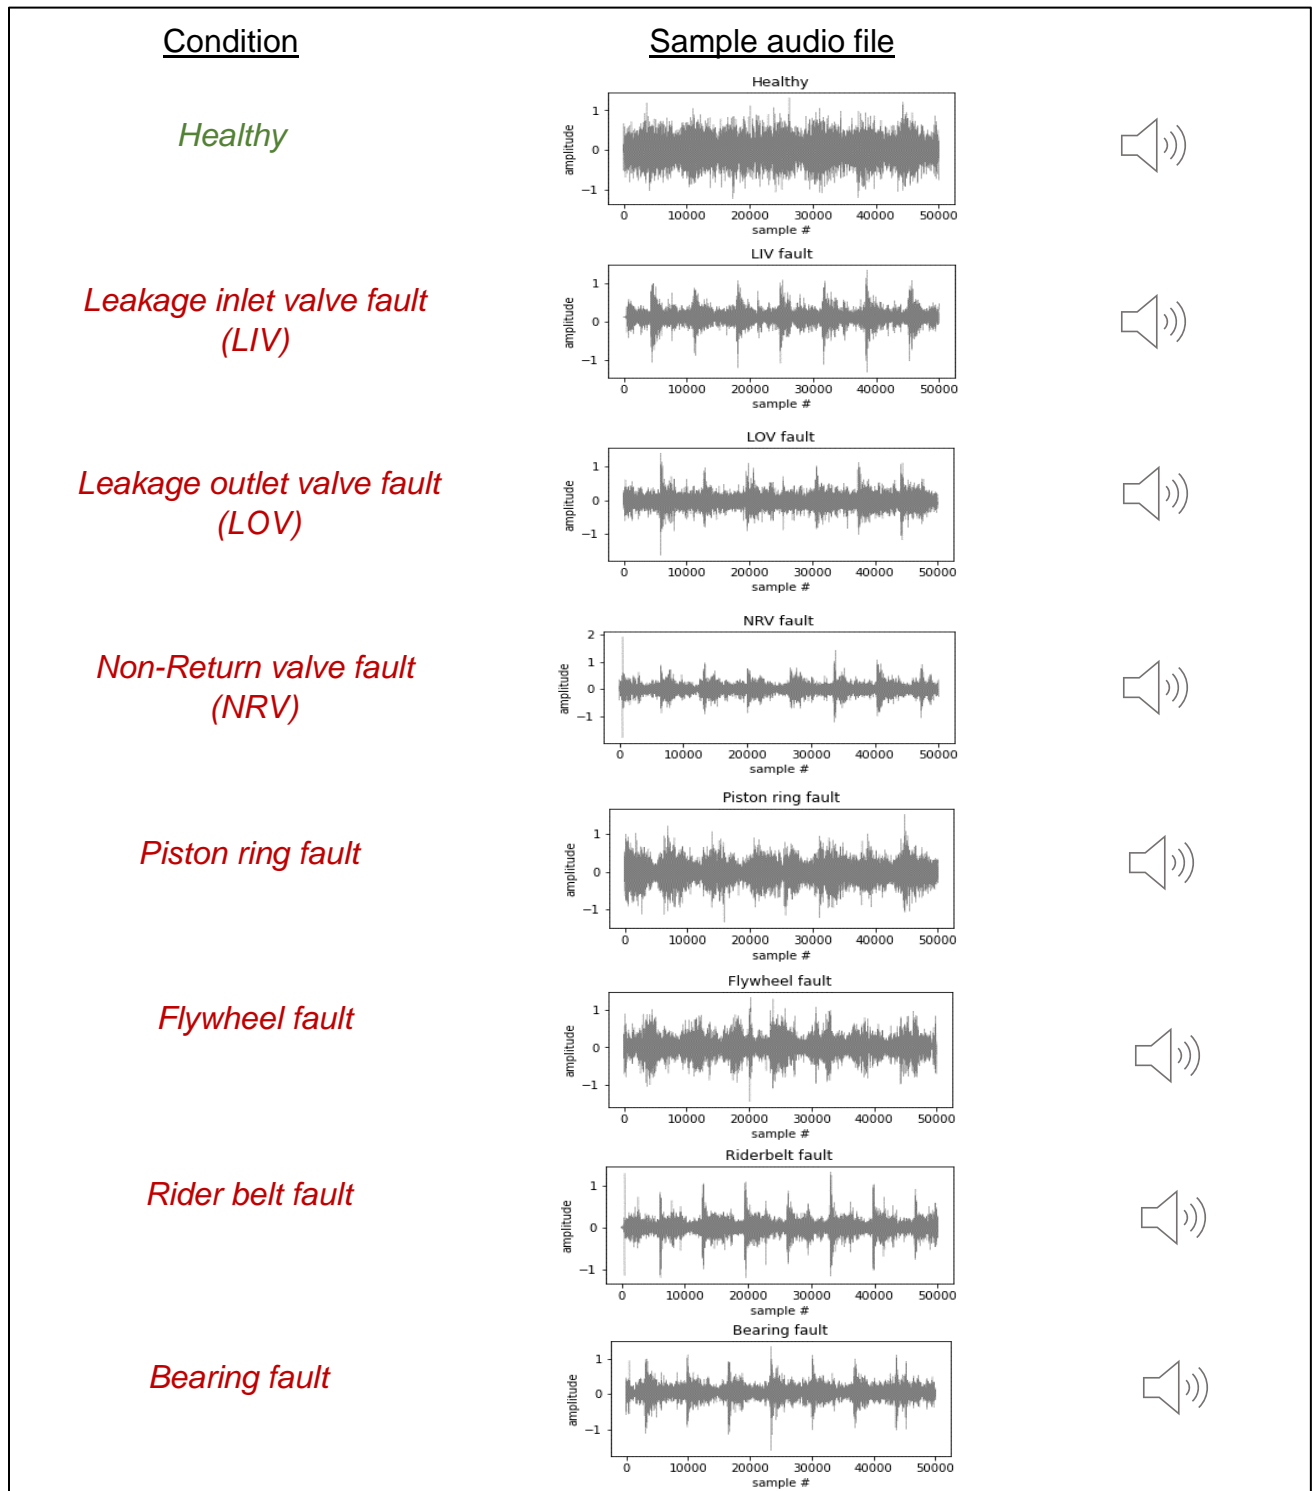 Condition
Sample audio file
Healthy
Healthy
amplitude
1
0
−1
0 10000 20000 30000 40000 50000
sample #
Leakage inlet valve fault
(LIV)
LIV fault
amplitude
1
0
−1
0 10000 20000 30000 40000 50000
sample #
Leakage outlet valve fault
(LOV)
LOV fault
amplitude
1
0
−1
0 10000 20000 30000 40000 50000
sample #
Non-Return valve fault
(NRV)
NRV fault
amplitude
2
1
0
−1
0 10000 20000 30000 40000 50000
sample #
Piston ring fault
Piston ring fault
amplitude
1
0
−1
0 10000 20000 30000 40000 50000
sample #
Flywheel fault
Flywheel fault
amplitude
1
0
−1
0 10000 20000 30000 40000 50000
sample #
Rider belt fault
Riderbelt fault
amplitude
1
0
−1
0 10000 20000 30000 40000 50000
sample #
Bearing fault
Bearing fault
amplitude
1
0
−1
0 10000 20000 30000 40000 50000
sample #